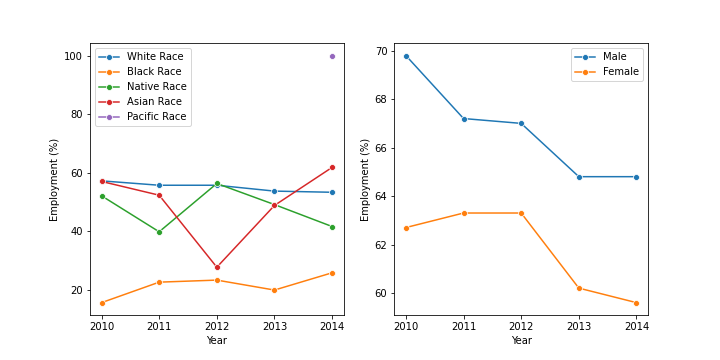 White Race
Black Race
Native Race
Asian Race
Pacific Race
100
80
60
40
20
Employment (%)
2010 2011 2012 2013 2014
Year
Male
Female
70
68
66
64
62
60
Employment (%)
2010 2011 2012 2013 2014
Year